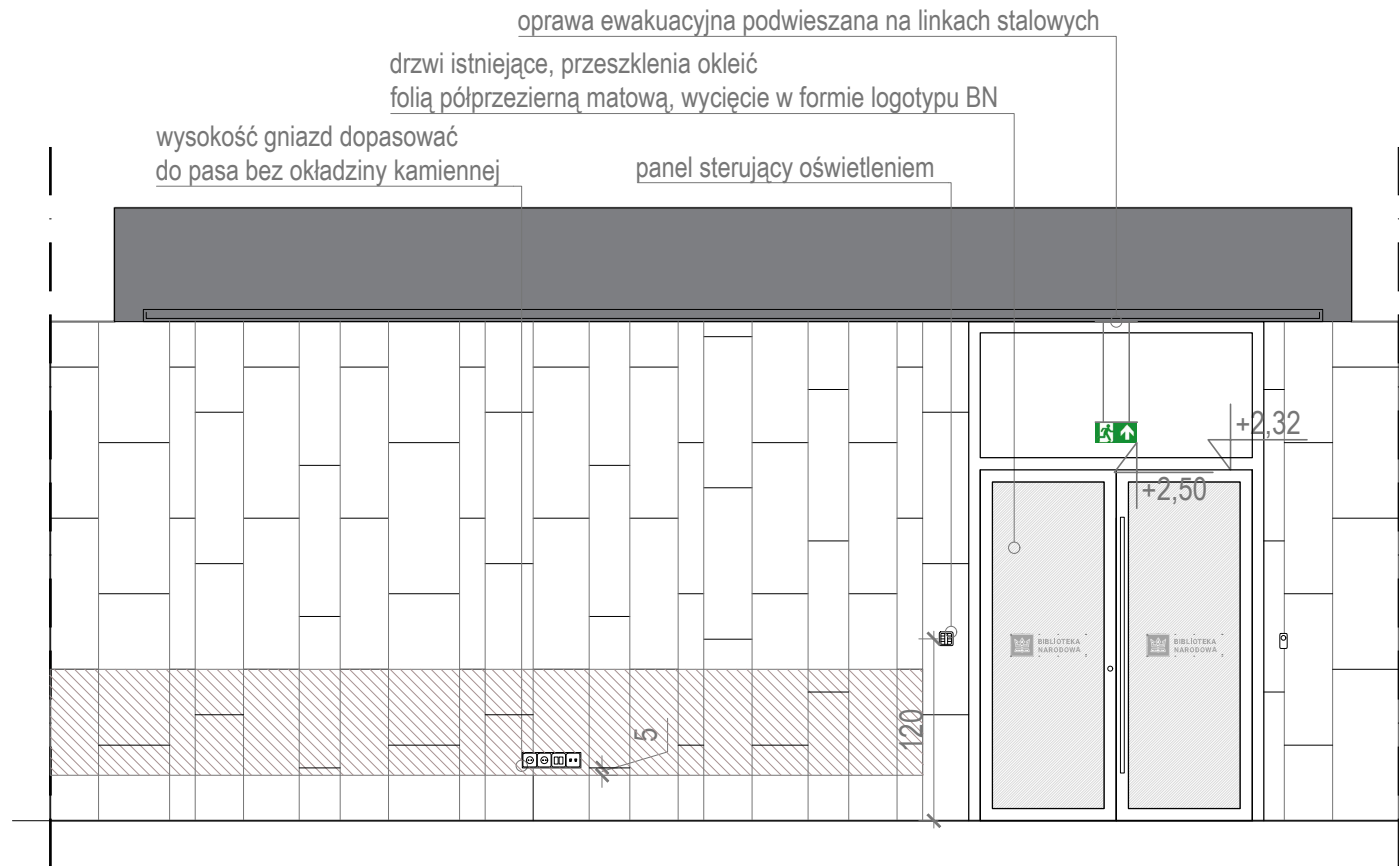 oprawa ewakuacyjna podwieszana na linkach stalowych
drzwi istniejące, przeszklenia okleić
folią półprzezierną matową, wycięcie w formie logotypu BN
wysokość gniazd dopasować
do pasa bez okładziny kamiennej
panel sterujący oświetleniem
+2,32
+2,50
BIBLIOTEKA
NARODOWA
BIBLIOTEKA
NARODOWA
120
5